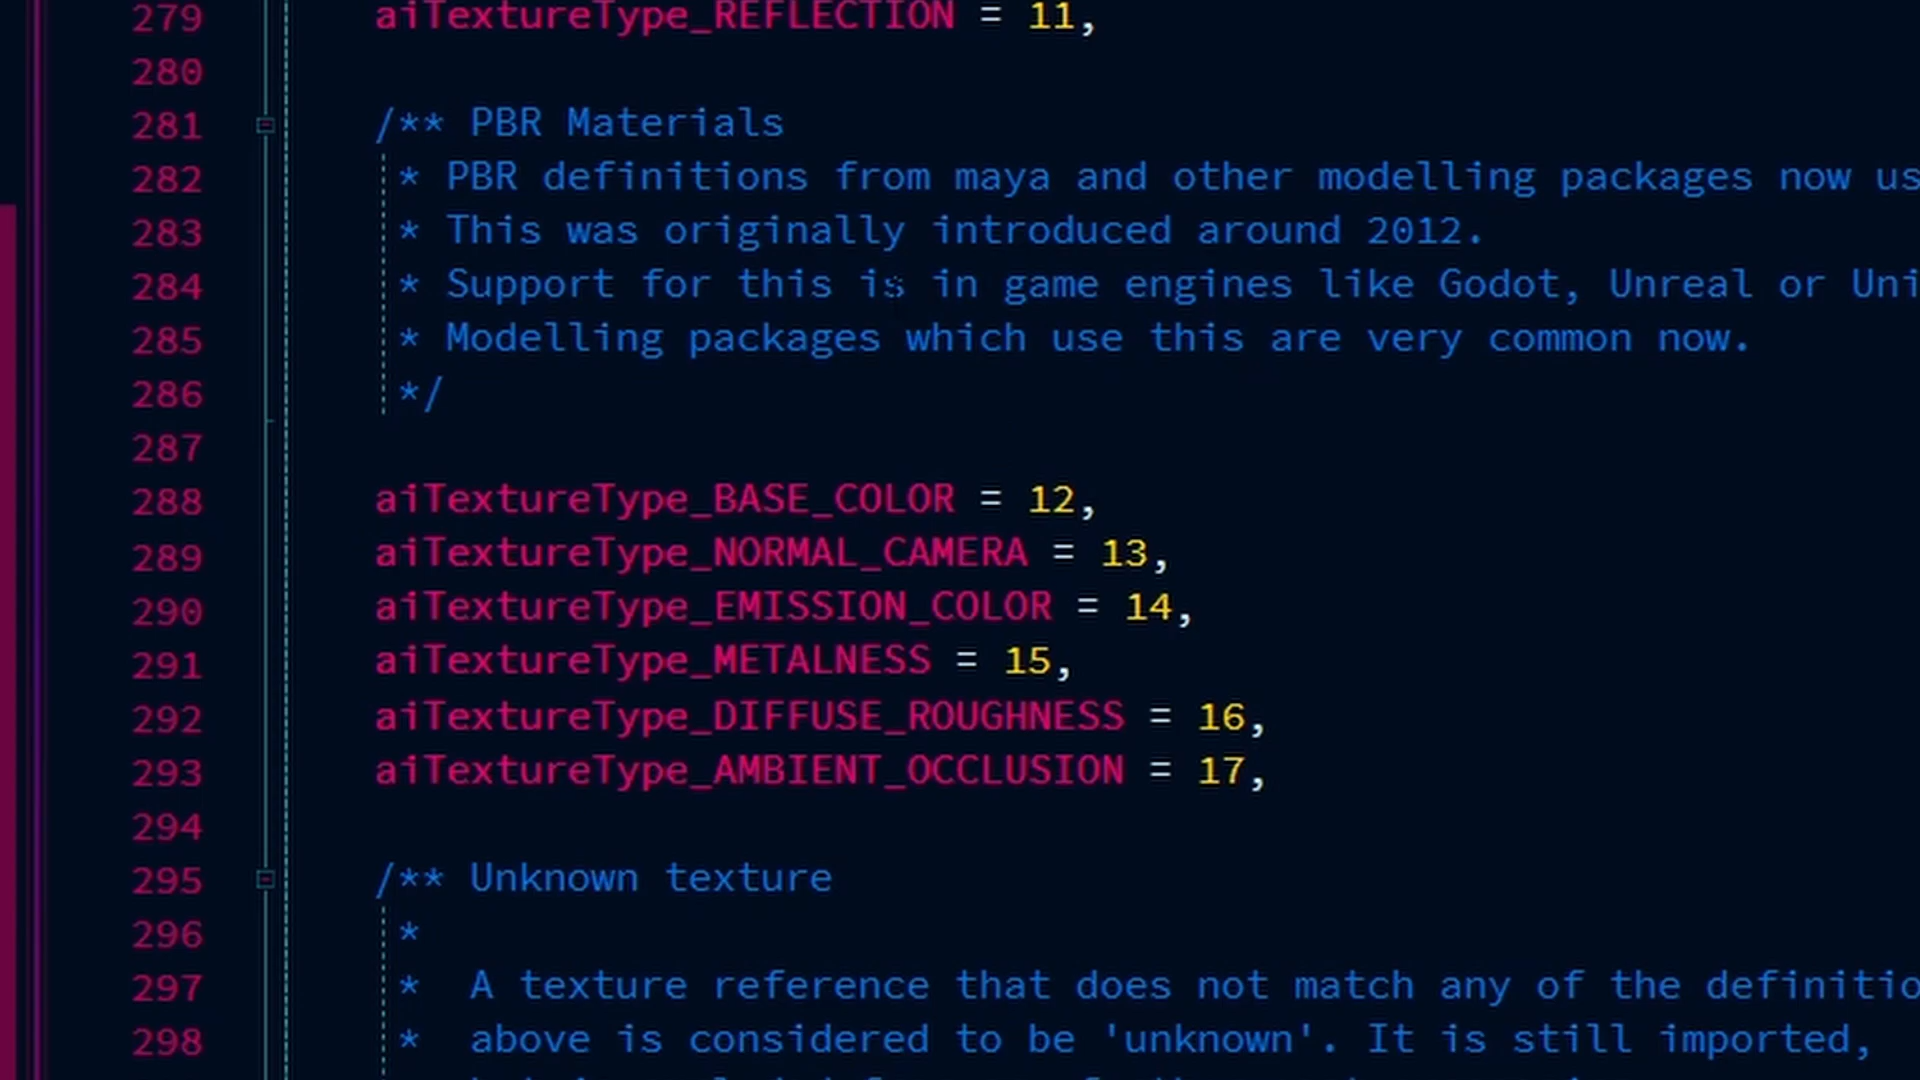 279 aiTextureType_REFLECTION = 11,
280
281 /** PBR Materials
282 * PBR definitions from maya and other modelling packages now us
283 * This was originally introduced around 2012.
284 * Support for this is in game engines like Godot, Unreal or Uni
285 * Modelling packages which use this are very common now.
286 */
287
288 aiTextureType_BASE_COLOR = 12,
289 aiTextureType_NORMAL_CAMERA = 13,
290 aiTextureType_EMISSION_COLOR = 14,
291 aiTextureType_METALNESS = 15,
292 aiTextureType_DIFFUSE_ROUGHNESS = 16,
293 aiTextureType_AMBIENT_OCCLUSION = 17,
294
295 /** Unknown texture
296 *
297 * A texture reference that does not match any of the definitio
298 * above is considered to be 'unknown'. It is still imported,